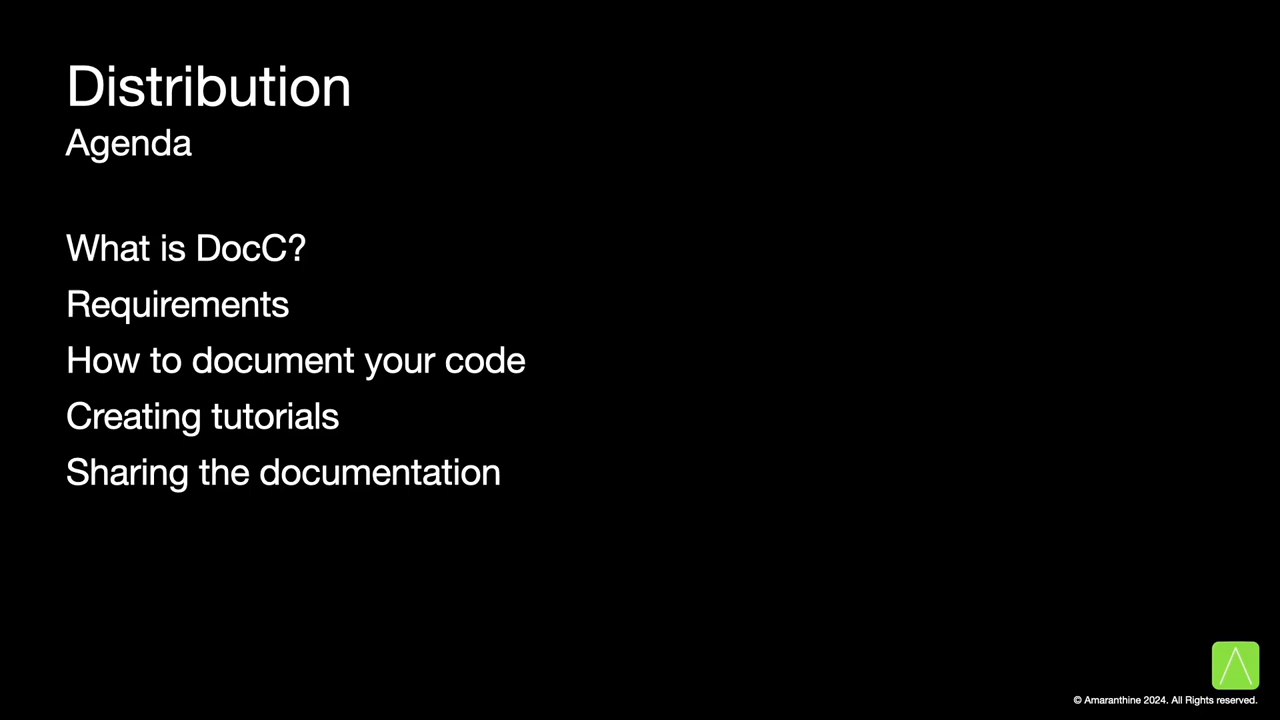 Distribution
Agenda
What is DocC?
Requirements
How to document your code
Creating tutorials
Sharing the documentation
© Amaranthine 2024. All Rights reserved.